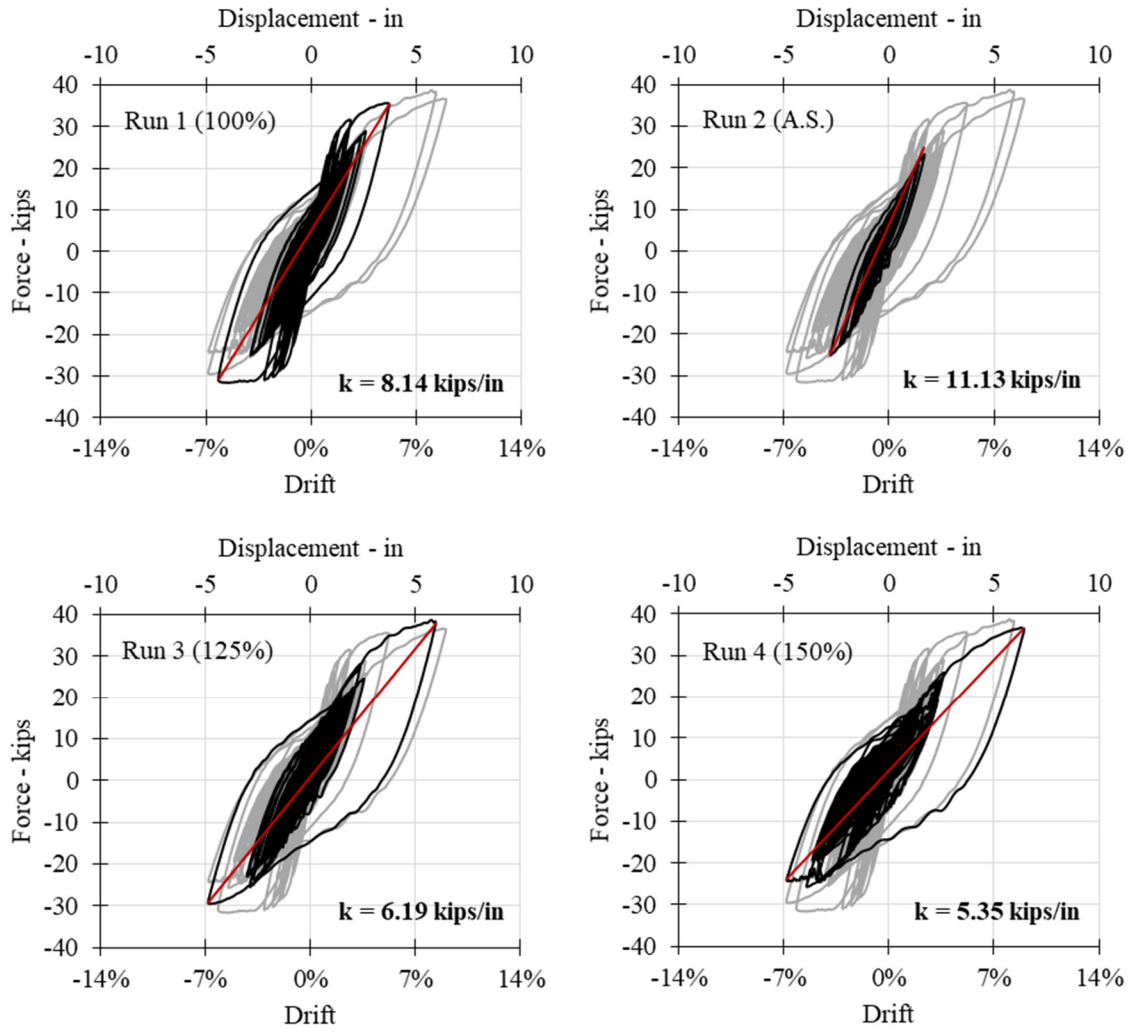 Displacement - in
-10 -5 0 5 10
40
30
20
10
0
-10
-20
-30
-40
Force - kips
Run 1 (100%)
k = 8.14 kips/in
-14% -7% 0% 7% 14%
Drift
Displacement - in
-10 -5 0 5 10
40
30
20
10
0
-10
-20
-30
-40
Force - kips
Run 2 (A.S.)
k = 11.13 kips/in
-14% -7% 0% 7% 14%
Drift
Displacement - in
-10 -5 0 5 10
40
30
20
10
0
-10
-20
-30
-40
Force - kips
Run 3 (125%)
k = 6.19 kips/in
-14% -7% 0% 7% 14%
Drift
Displacement - in
-10 -5 0 5 10
40
30
20
10
0
-10
-20
-30
-40
Force - kips
Run 4 (150%)
k = 5.35 kips/in
-14% -7% 0% 7% 14%
Drift